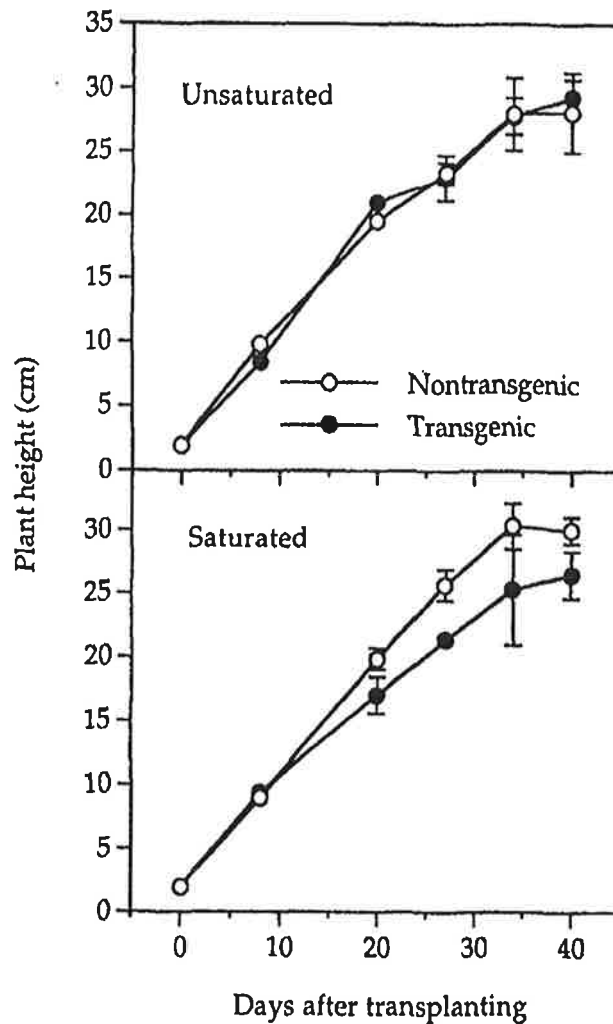 35
30
25
20
15
10
5
0
Unsaturated
Nontransgenic
Transgenic
Plant height (cm)
30
25
20
15
10
5
0
Saturated
0 10 20 30 40
Days after transplanting